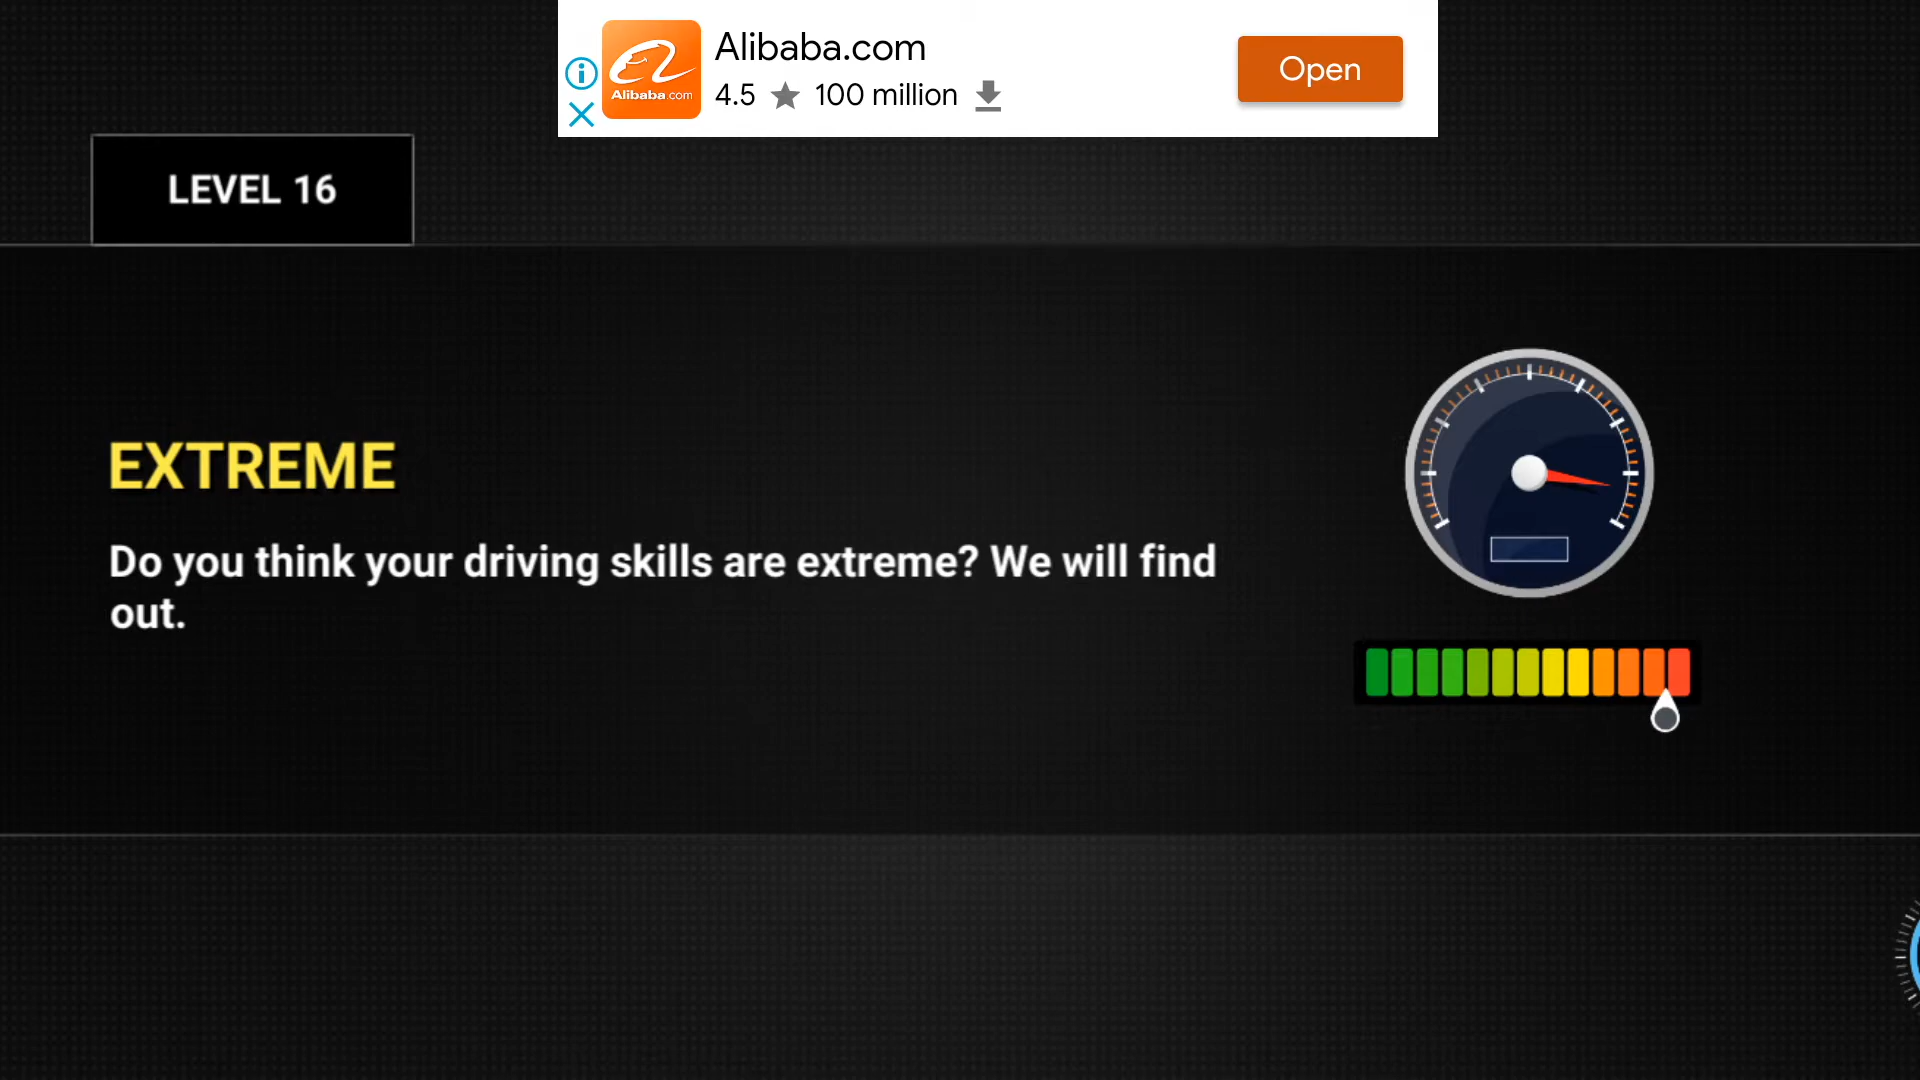 Alibaba.com
4.5 100 million
Open
Alibaba.com
LEVEL 16
EXTREME
Do you think your driving skills are extreme? We will find
out.